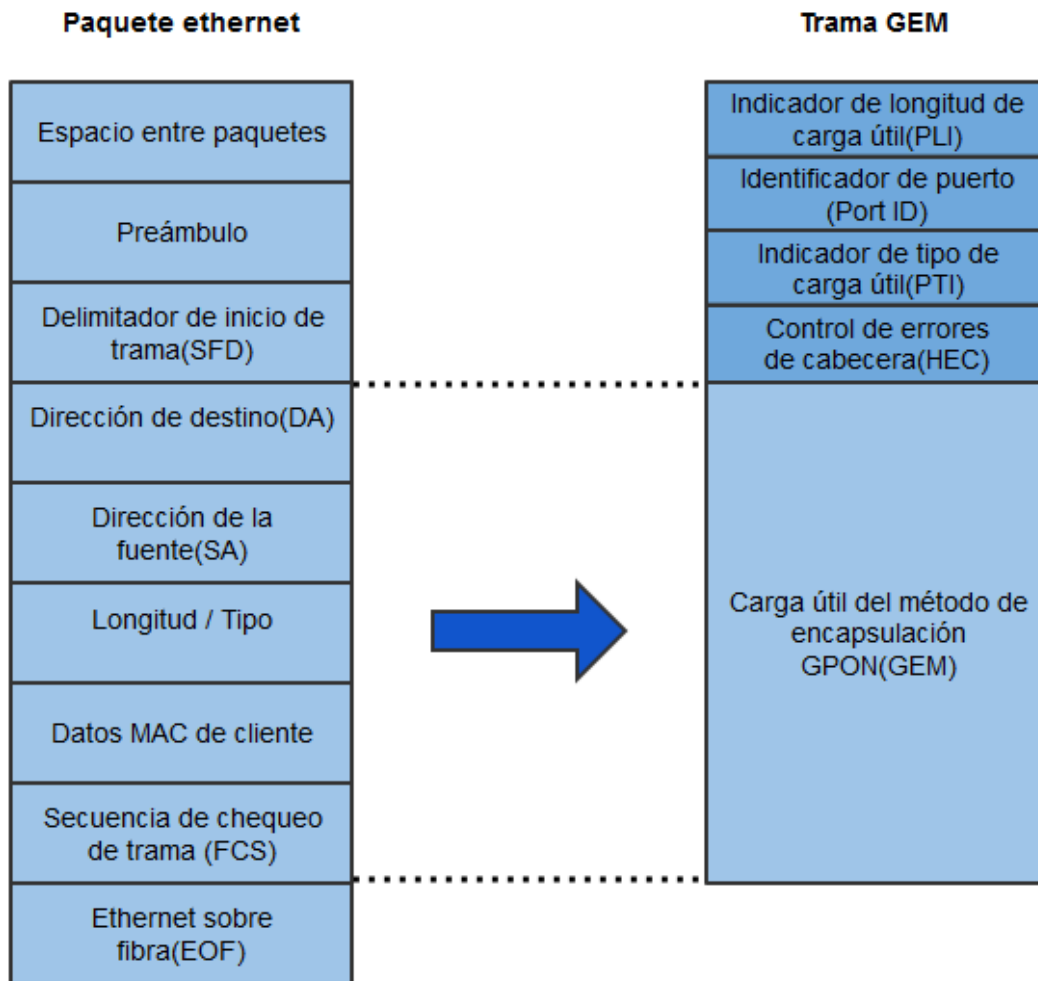 Paquete ethernet
Espacio entre paquetes
Preámbulo
Delimitador de inicio de
trama(SFD)
Dirección de destino(DA)
Dirección de la
fuente(SA)
Longitud / Tipo
Datos MAC de cliente
Secuencia de chequeo
de trama (FCS)
Ethernet sobre
fibra(EOF)
Trama GEM
Indicador de longitud de
carga útil(PLI)
Identificador de puerto
(Port ID)
Indicador de tipo de
carga útil(PTI)
Control de errores
de cabecera(HEC)
Carga útil del método de
encapsulación
GPON(GEM)